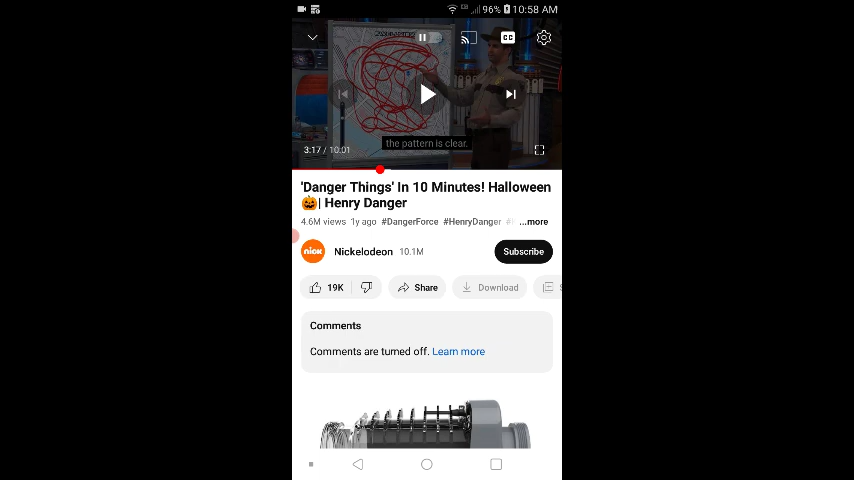 96% 10:58 AM
CC
the pattern is clear.
3:17 / 10:01
'Danger Things' In 10 Minutes! Halloween
🎃| Henry Danger
4.6M views 1y ago #DangerForce #HenryDanger ...more
nick Nickelodeon 10.1M Subscribe
19K Share Download
Comments
Comments are turned off. Learn more